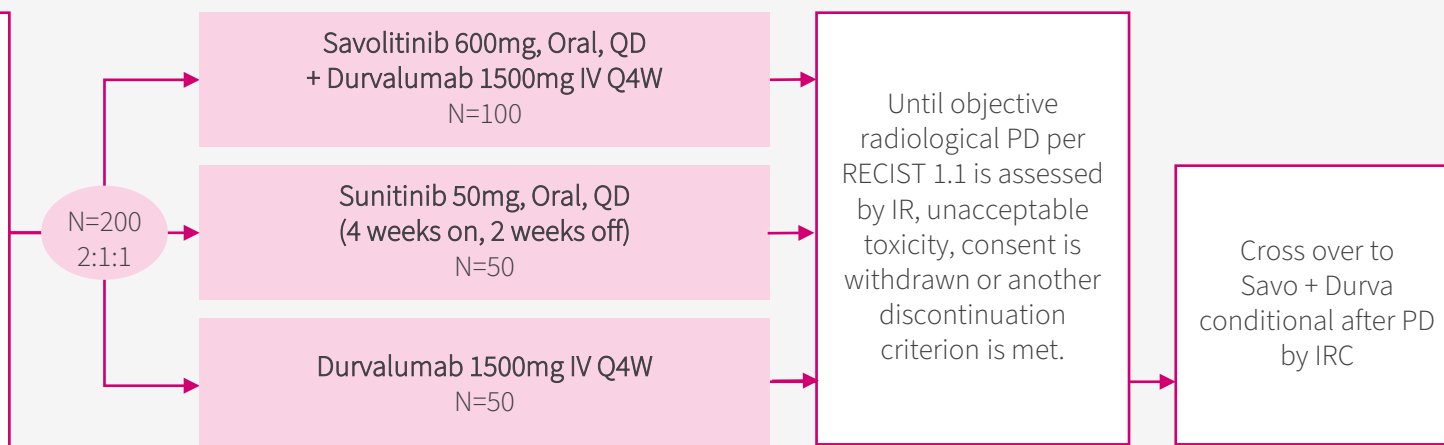 N=200
2:1:1
Savolitinib 600mg, Oral, QD
+ Durvalumab 1500mg IV Q4W
N=100
Sunitinib 50mg, Oral, QD
(4 weeks on, 2 weeks off)
N=50
Durvalumab 1500mg IV Q4W
N=50
Until objective
radiological PD per
RECIST 1.1 is assessed
by IR, unacceptable
toxicity, consent is
withdrawn or another
discontinuation
criterion is met.
Cross over to
Savo + Durva
conditional after PD
by IRC